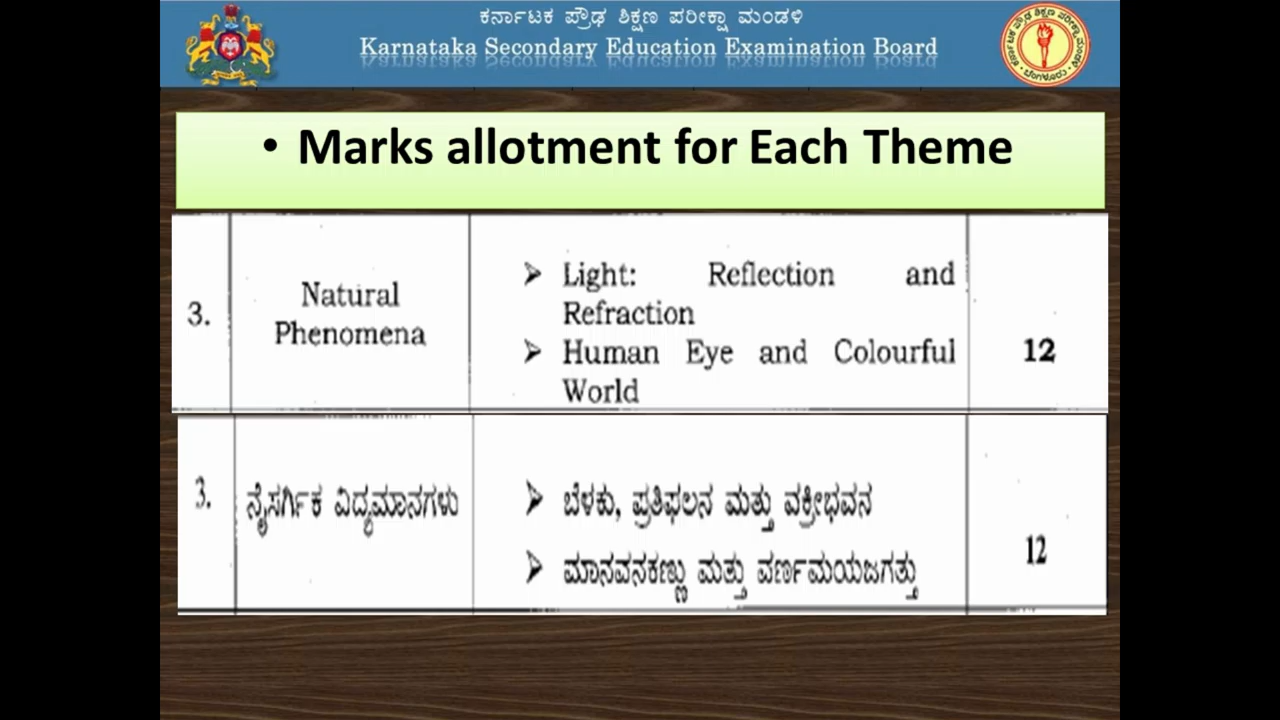 ಕರ್ನಾಟಕ ಪ್ರೌಢ ಶಿಕ್ಷಣ ಪರೀಕ್ಷಾ ಮಂಡಳಿ
Karnataka Secondary Education Examination Board
• Marks allotment for Each Theme
3.
Natural
Phenomena
➢ Light: Reflection and
Refraction
➢ Human Eye and Colourful
World
12
3.
ನೈಸರ್ಗಿಕ ವಿದ್ಯಮಾನಗಳು
➢ ಬೆಳಕು, ಪ್ರತಿಫಲನ ಮತ್ತು ವಕ್ರೀಭವನ
➢ ಮಾನವನಕಣ್ಣು ಮತ್ತು ವರ್ಣಮಯಜಗತ್ತು
12